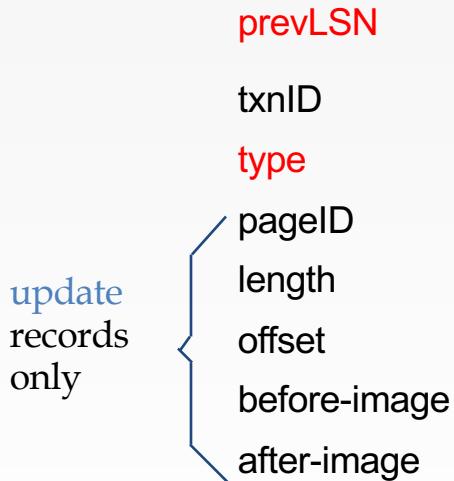 prevLSN
txnID
type
pageID
length
offset
before-image
after-image
update
records
only